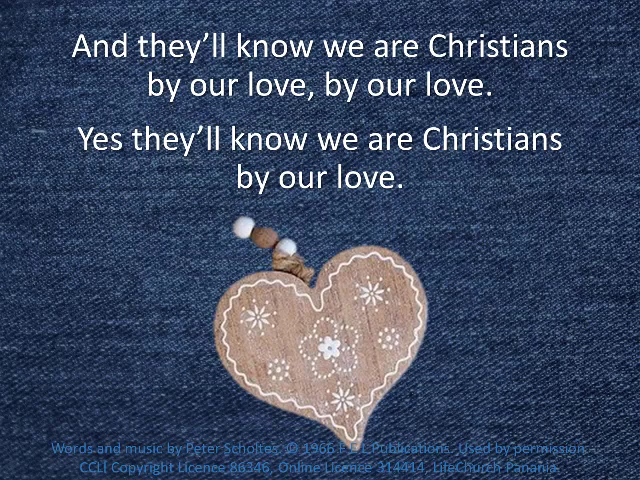 And they’ll know we are Christians
by our love, by our love.
Yes they’ll know we are Christians
by our love.
Words and music by Peter Scholtes. © 1966 F.E.L Publications. Used by permission.
CCLI Copyright Licence 86346, Online Licence 314414, LifeChurch Panania.